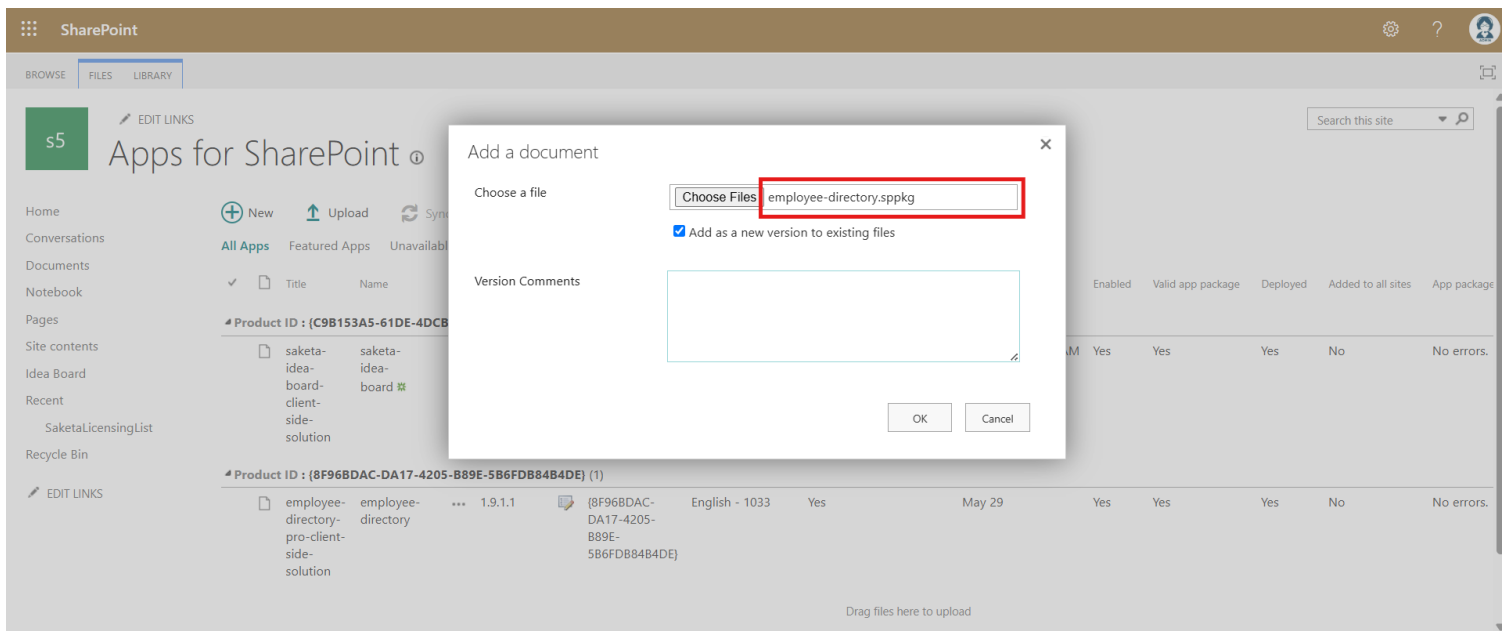 SharePoint
?
BROWSE FILES LIBRARY
s5
EDIT LINKS
Apps for SharePoint
Search this site
Home
Conversations
Documents
Notebook
Pages
Site contents
Idea Board
Recent
SaketaLicensingList
Recycle Bin
EDIT LINKS
New Upload Sync
All Apps Featured Apps Unavailabl
Title Name Enabled Valid app package Deployed Added to all sites App package
Product ID : {C9B153A5-61DE-4DCB
saketa- saketa- AM Yes Yes Yes No No errors.
idea- idea-
board- board
client-
side-
solution
Product ID : {8F96BDAC-DA17-4205-B89E-5B6FDB84B4DE} (1)
employee- employee- ... 1.9.1.1 {8F96BDAC- English - 1033 Yes May 29 Yes Yes Yes No No errors.
directory- directory DA17-4205-
pro-client- B89E-
side- 5B6FDB84B4DE}
solution
Drag files here to upload
Add a document
Choose a file Choose Files employee-directory.sppkg
Add as a new version to existing files
Version Comments
OK Cancel